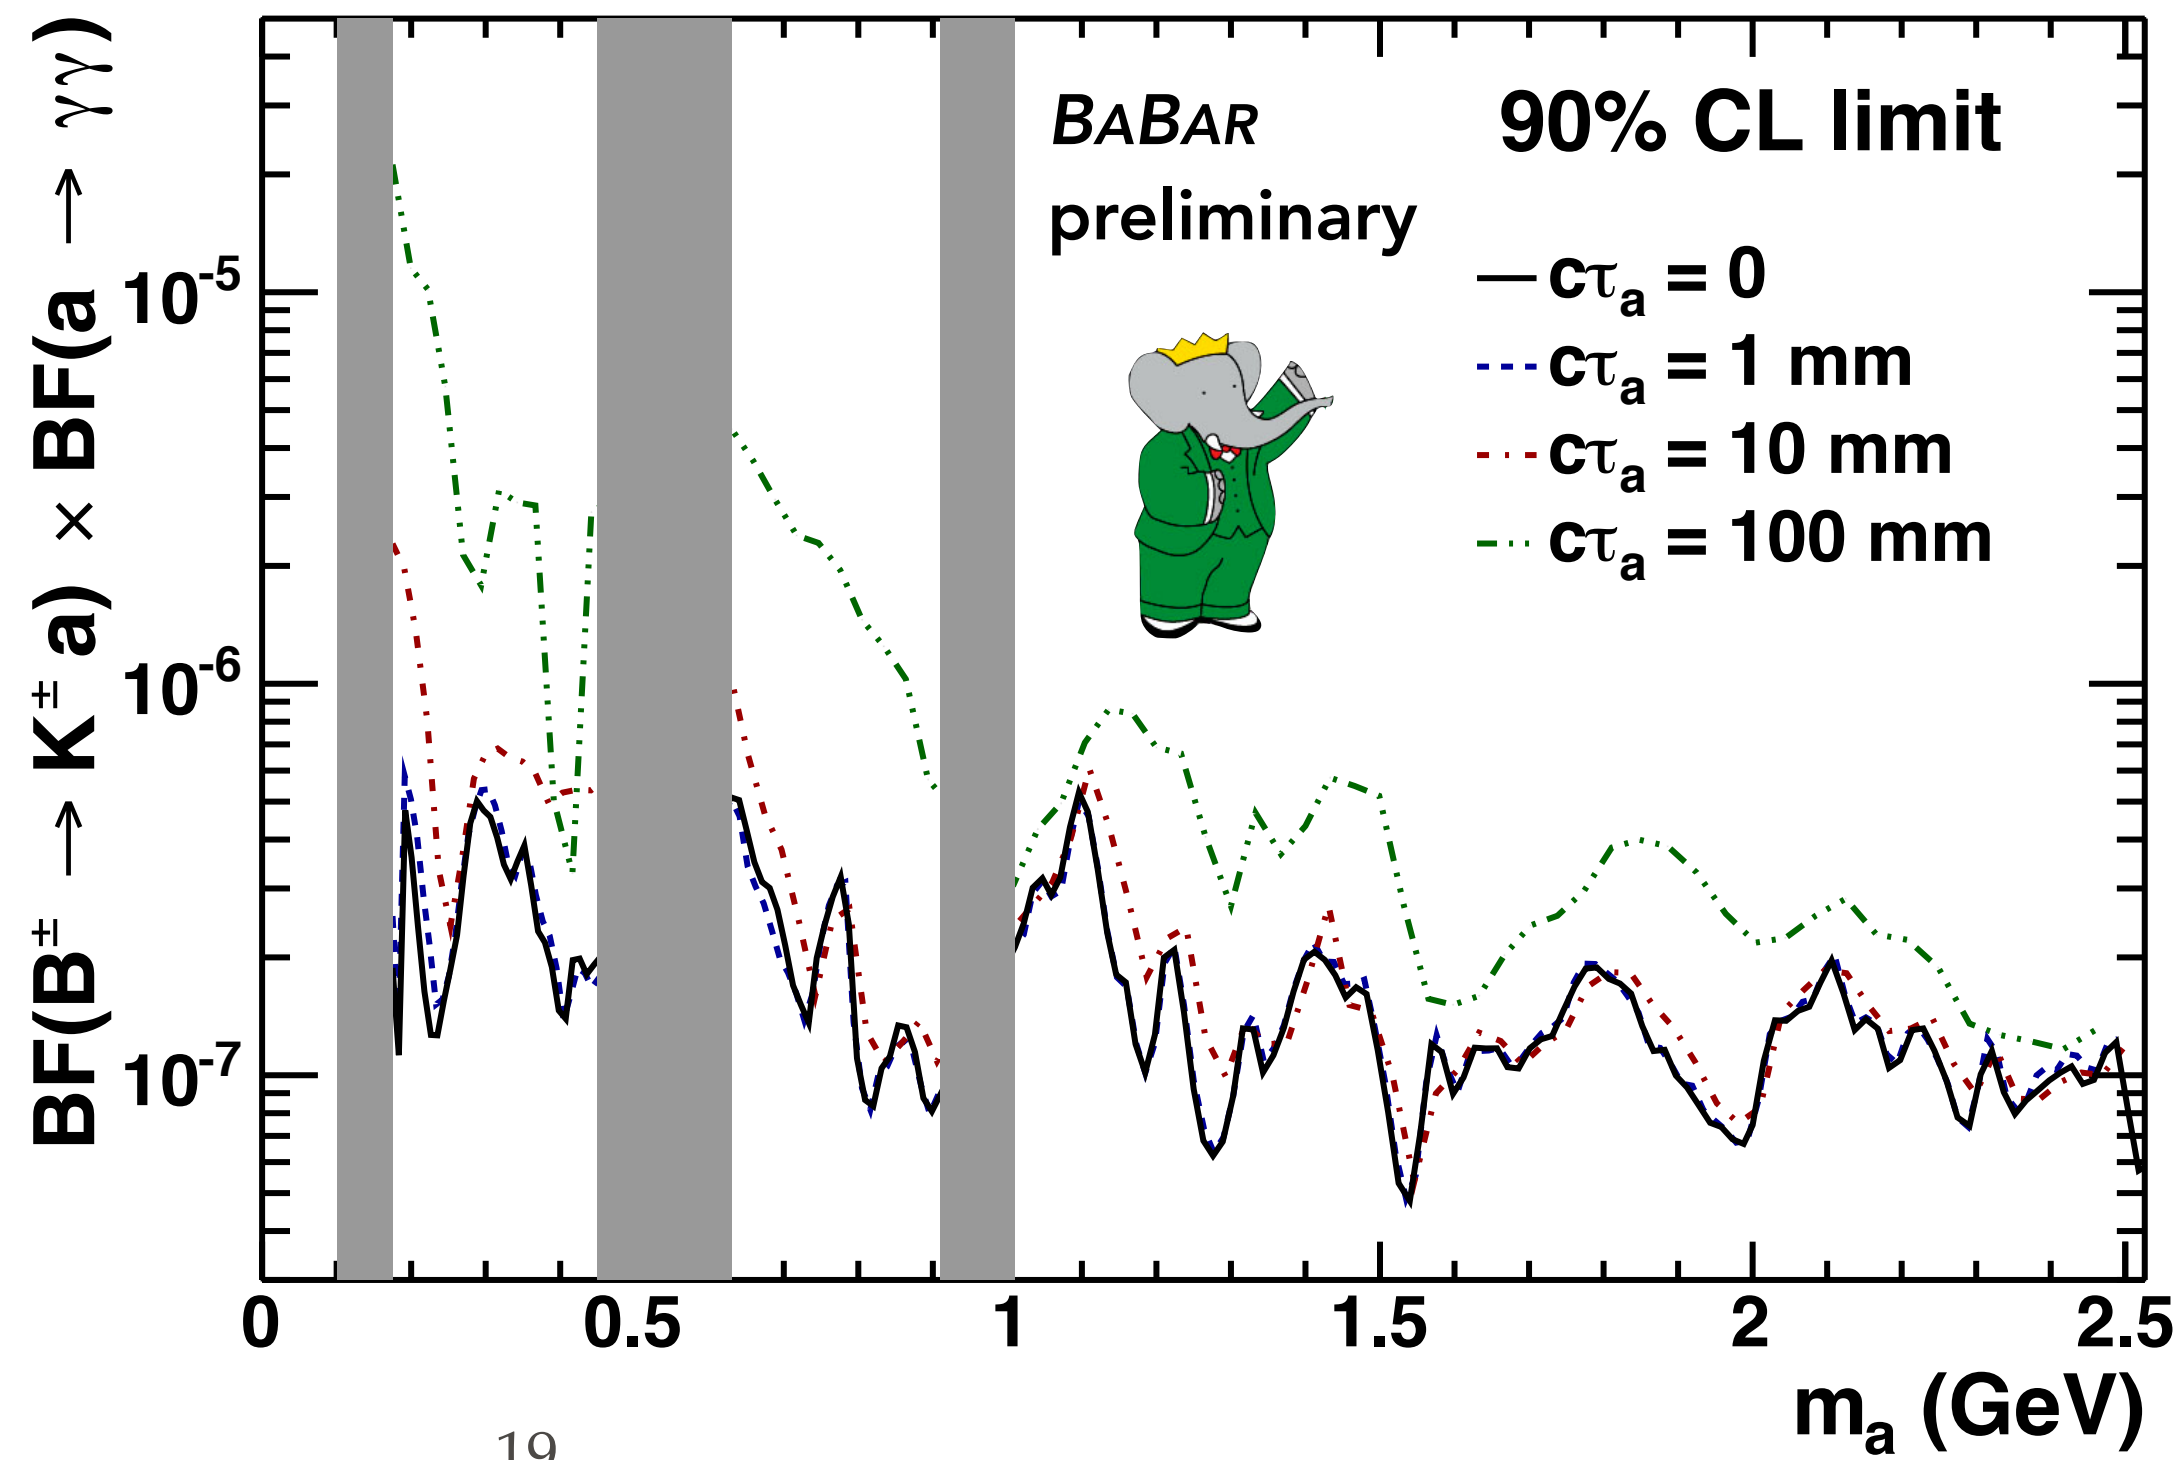 BF(B± → K± a) × BF(a → γγ)
10⁻⁵
10⁻⁶
10⁻⁷
BABAR
preliminary
90% CL limit
cτₐ = 0
cτₐ = 1 mm
cτₐ = 10 mm
cτₐ = 100 mm
0 0.5 1 1.5 2 2.5
mₐ (GeV)
19